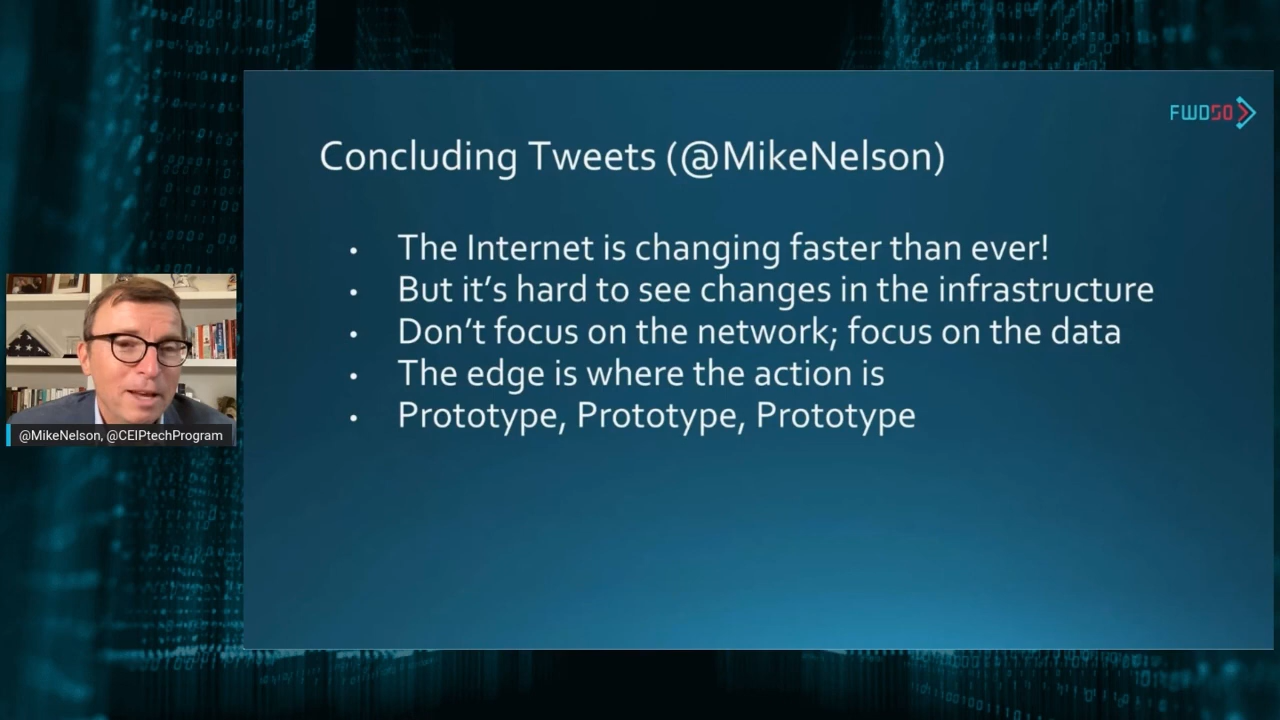 FWD50
Concluding Tweets (@MikeNelson)
• The Internet is changing faster than ever!
• But it’s hard to see changes in the infrastructure
• Don’t focus on the network; focus on the data
• The edge is where the action is
• Prototype, Prototype, Prototype
@MikeNelson, @CEIPtechProgram